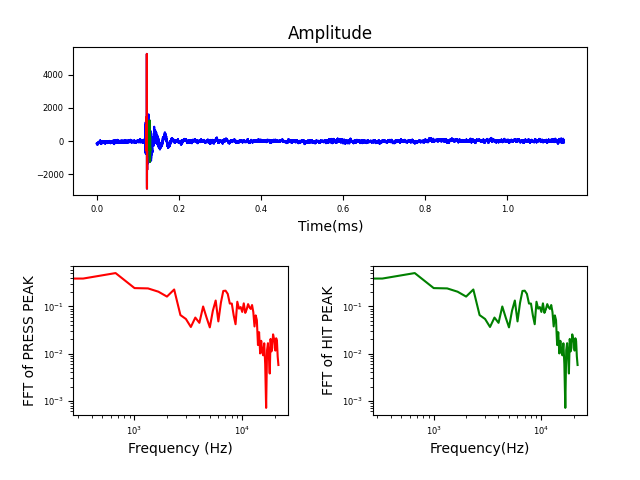 Amplitude
4000
2000
0
−2000
0.0 0.2 0.4 0.6 0.8 1.0
Time(ms)
FFT of PRESS PEAK
10⁻¹
10⁻²
10⁻³
10³ 10⁴
Frequency (Hz)
FFT of HIT PEAK
10⁻¹
10⁻²
10⁻³
10³ 10⁴
Frequency(Hz)